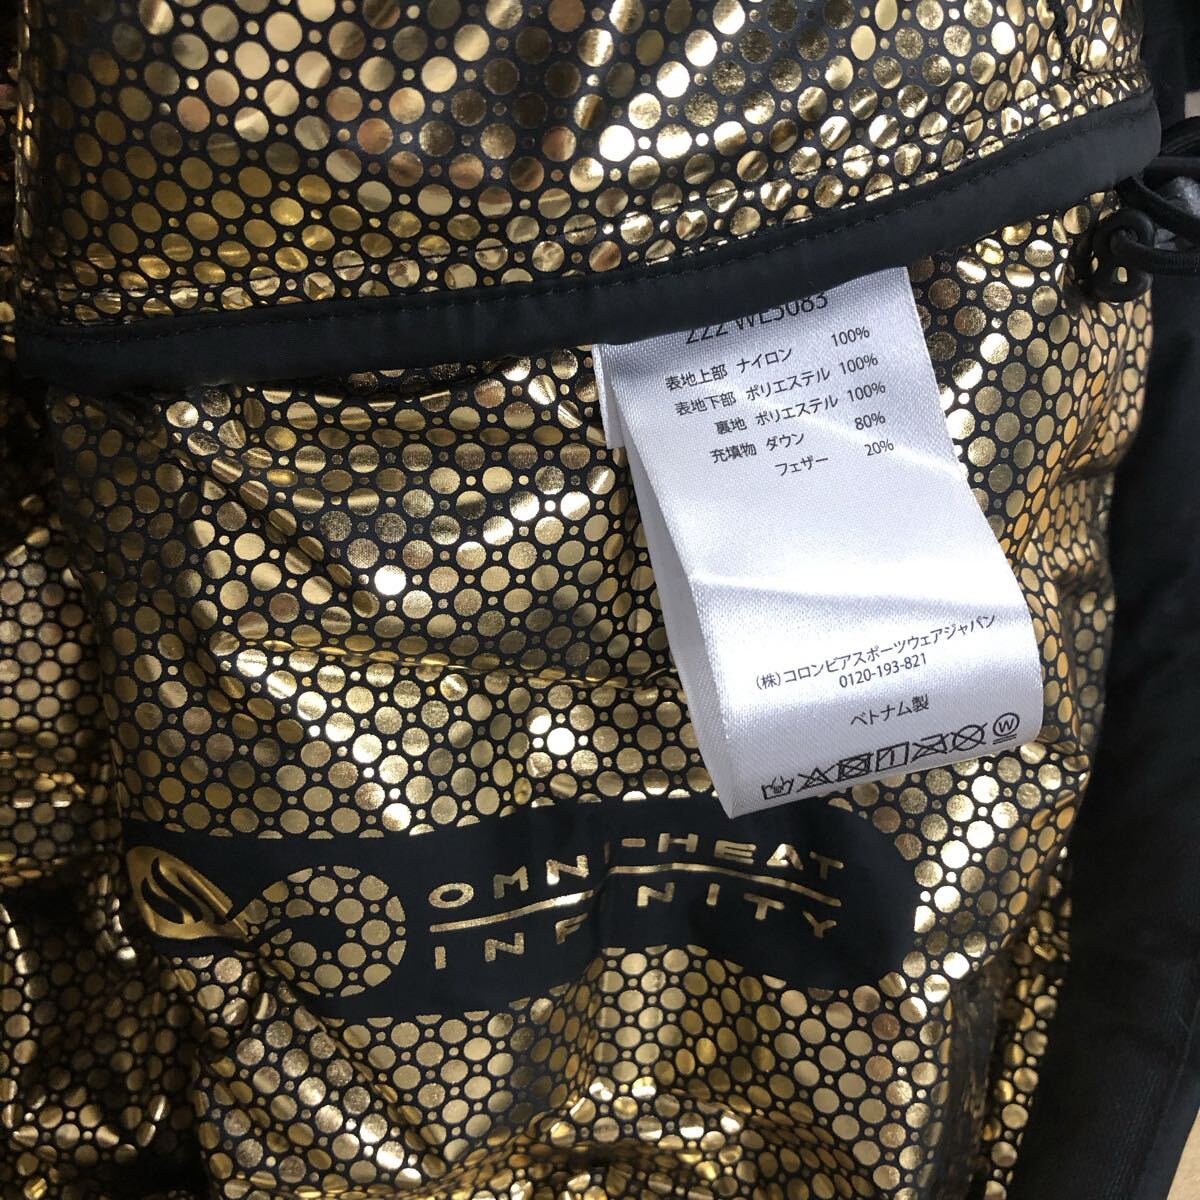 222 WL5083
表地上部 ナイロン 100%
表地下部 ポリエステル 100%
裏地 ポリエステル 100%
充填物 ダウン 80%
フェザー 20%
(株)コロンビアスポーツウェアジャパン
0120-193-821
ベトナム製
W
OMNI-HEAT
INFINITY